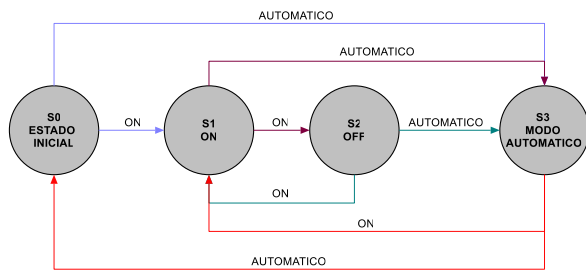 AUTOMATICO
AUTOMATICO
S0
ESTADO
INICIAL
ON
S1
ON
ON
S2
OFF
AUTOMATICO
S3
MODO
AUTOMATICO
ON
ON
AUTOMATICO